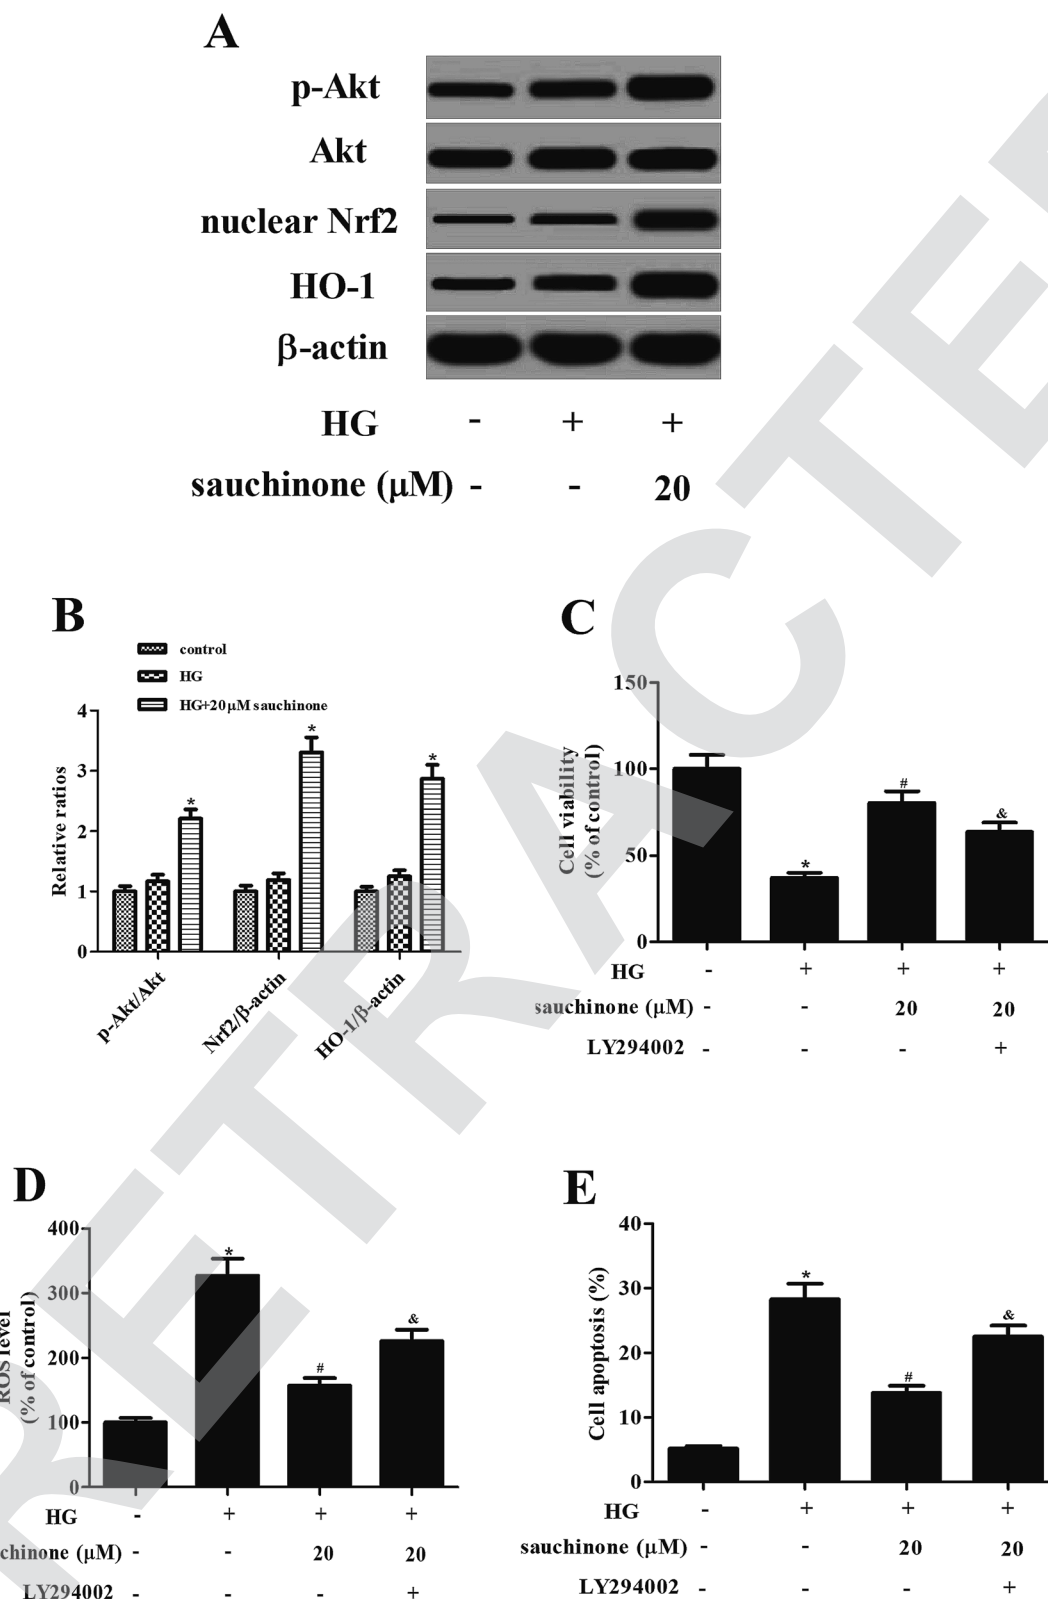 A
p-Akt
Akt
nuclear Nrf2
HO-1
β-actin
HG - + +
sauchinone (μM) - - 20
B
control
HG
HG+20μM sauchinone
Relative ratios
4
3
2
1
0
* * *
p-Akt/Akt Nrf2/β-actin HO-1/β-actin
C
Cell viability
(% of control)
150
100
50
0
* # &
HG - + + +
sauchinone (μM) - - 20 20
LY294002 - - - +
D
ROS level
(% of control)
400
300
200
100
0
* # &
HG - + + +
chinone (μM) - - 20 20
LY294002 - - - +
E
Cell apoptosis (%)
40
30
20
10
0
* # &
HG - + + +
sauchinone (μM) - - 20 20
LY294002 - - - +
RETRACTE